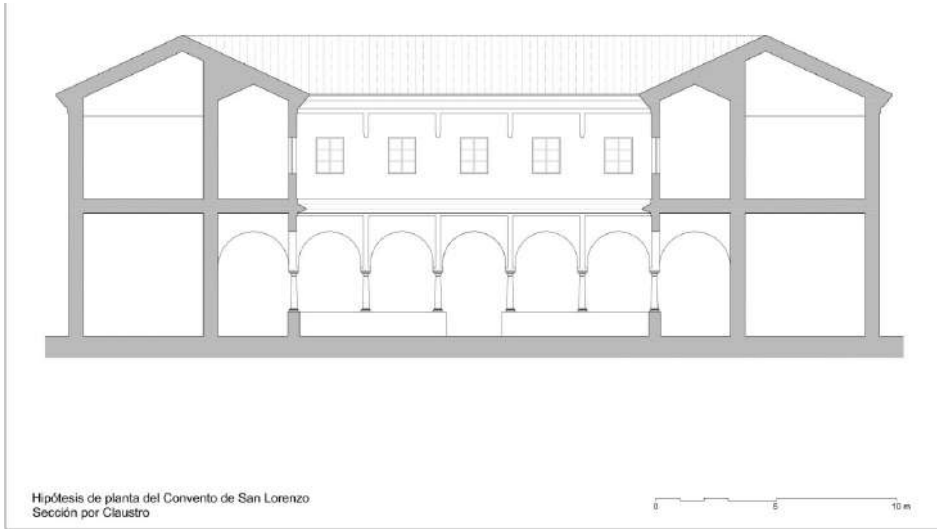 Hipótesis de planta del Convento de San Lorenzo
Sección por Claustro
0 5 10 m